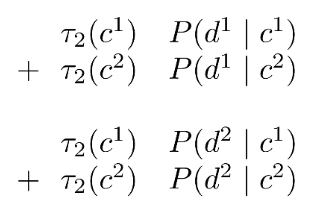 τ₂(c¹) P(d¹ | c¹)
+ τ₂(c²) P(d¹ | c²)
τ₂(c¹) P(d² | c¹)
+ τ₂(c²) P(d² | c²)